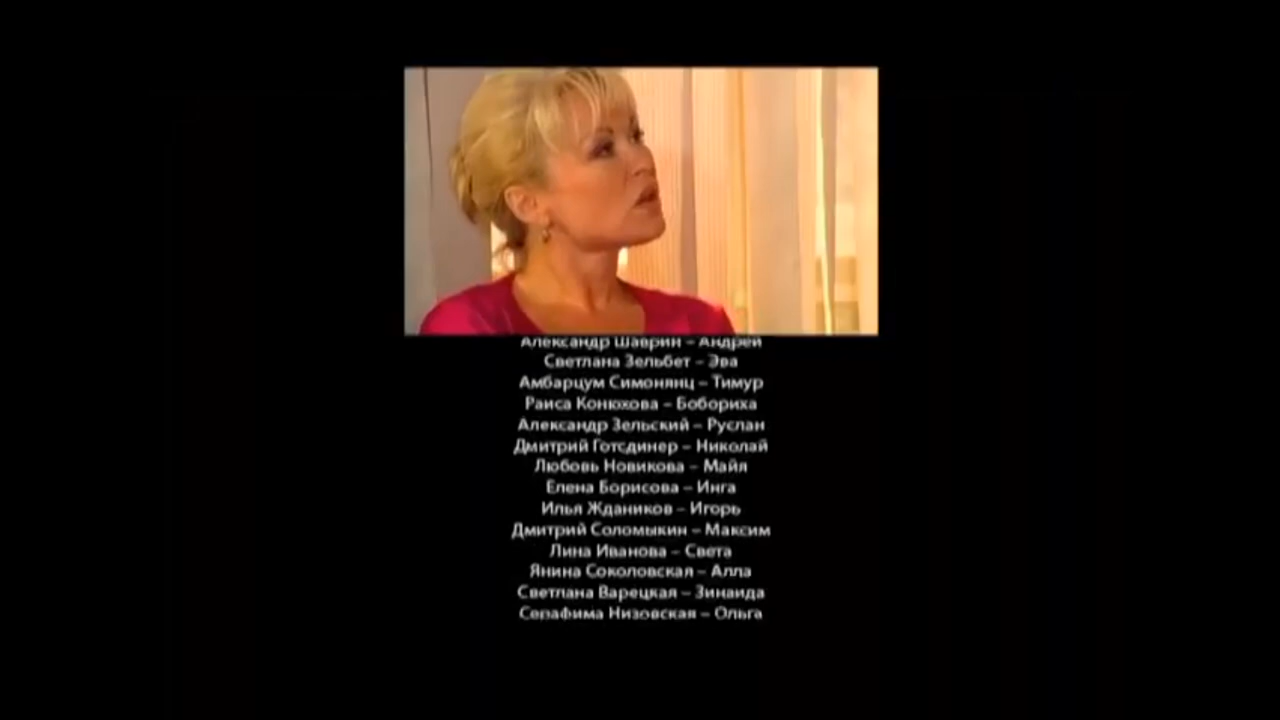 Александр Шаврин – Андрей
Светлана Зельбет – Эва
Амбарцум Симонянц – Тимур
Раиса Конюхова – Бобориха
Александр Зельский – Руслан
Дмитрий Готсдинер – Николай
Любовь Новикова – Майя
Елена Борисова – Инга
Илья Ждаников – Игорь
Дмитрий Соломыкин – Максим
Лина Иванова – Света
Янина Соколовская – Алла
Светлана Варецкая – Зинаида
Серафима Низовская – Ольга